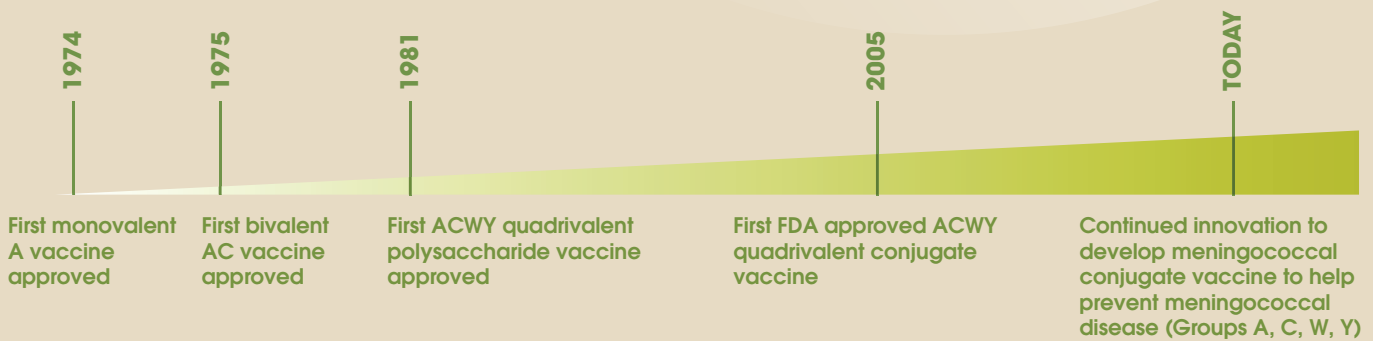 1974
1975
1981
2005
TODAY
First monovalent
A vaccine
approved
First bivalent
AC vaccine
approved
First ACWY quadrivalent
polysaccharide vaccine
approved
First FDA approved ACWY
quadrivalent conjugate
vaccine
Continued innovation to
develop meningococcal
conjugate vaccine to help
prevent meningococcal
disease (Groups A, C, W, Y)